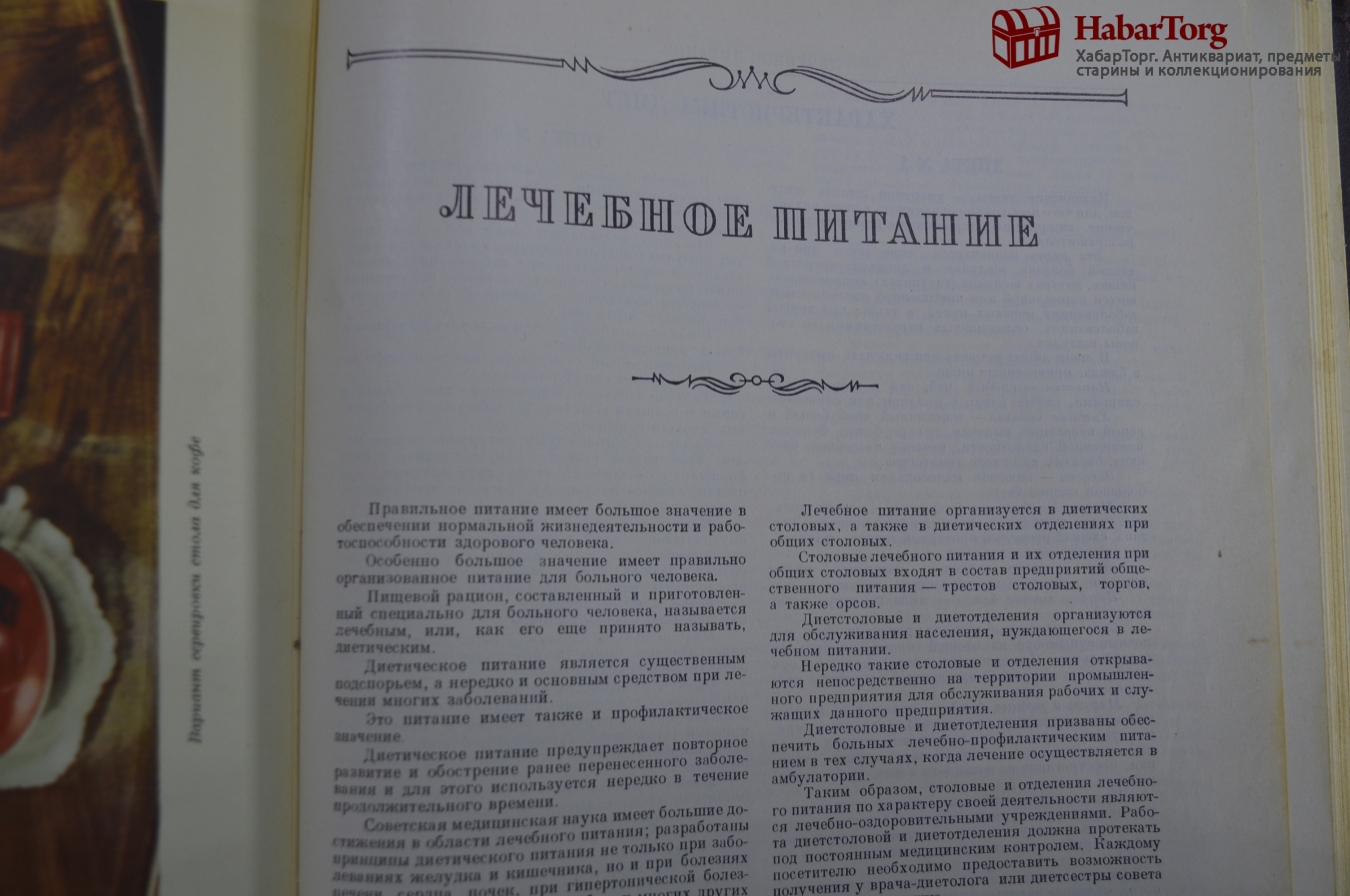 HabarTorg
ХабарТорг. Антиквариат, предметы
старины и коллекционирования
Вариант сервировки стола для кофе
ЛЕЧЕБНОЕ ПИТАНИЕ
Правильное питание имеет большое значение в
обеспечении нормальной жизнедеятельности и рабо-
тоспособности здорового человека.
Особенно большое значение имеет правильно
организованное питание для больного человека.
Пищевой рацион, составленный и приготовлен-
ный специально для больного человека, называется
лечебным, или, как его еще принято называть,
диетическим.
Диетическое питание является существенным
подспорьем, а нередко и основным средством при ле-
чении многих заболеваний.
Это питание имеет также и профилактическое
значение.
Диетическое питание предупреждает повторное
развитие и обострение ранее перенесенного заболе-
вания и для этого используется нередко в течение
продолжительного времени.
Советская медицинская наука имеет большие до-
стижения в области лечебного питания; разработаны
принципы диетического питания не только при забо-
леваниях желудка и кишечника, но и при болезнях
печени, сердца, почек, при гипертонической болез-
многих других
Лечебное питание организуется в диетических
столовых, а также в диетических отделениях при
общих столовых.
Столовые лечебного питания и их отделения при
общих столовых входят в состав предприятий обще-
ственного питания — трестов столовых, торгов,
а также орсов.
Диетстоловые и диетотделения организуются
для обслуживания населения, нуждающегося в ле-
чебном питании.
Нередко такие столовые и отделения открыва-
ются непосредственно на территории промышлен-
ного предприятия для обслуживания рабочих и слу-
жащих данного предприятия.
Диетстоловые и диетотделения призваны обес-
печить больных лечебно-профилактическим пита-
нием в тех случаях, когда лечение осуществляется в
амбулатории.
Таким образом, столовые и отделения лечебно-
го питания по характеру своей деятельности являют-
ся лечебно-оздоровительными учреждениями. Рабо-
та диетстоловой и диетотделения должна протекать
под постоянным медицинским контролем. Каждому
посетителю необходимо предоставить возможность
получения у врача-диетолога или диетсестры совета